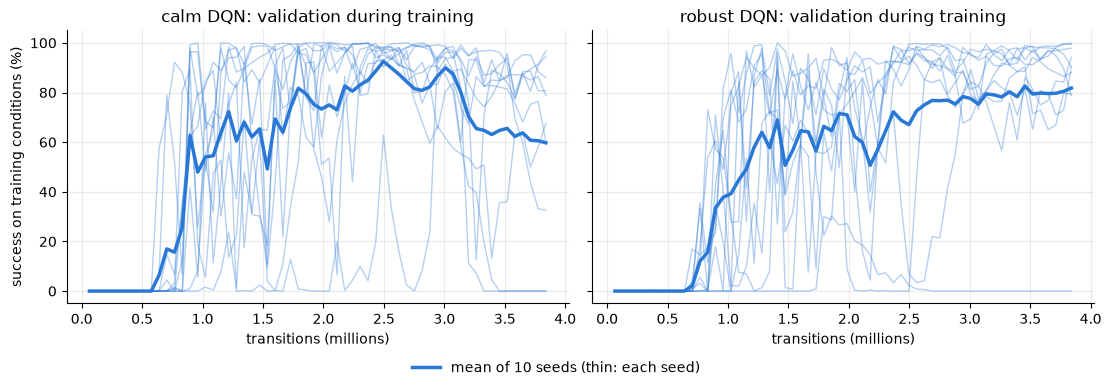 calm DQN: validation during training
robust DQN: validation during training
success on training conditions (%)
100
80
60
40
20
0
0.0 0.5 1.0 1.5 2.0 2.5 3.0 3.5 4.0
0.0 0.5 1.0 1.5 2.0 2.5 3.0 3.5 4.0
transitions (millions)
transitions (millions)
mean of 10 seeds (thin: each seed)